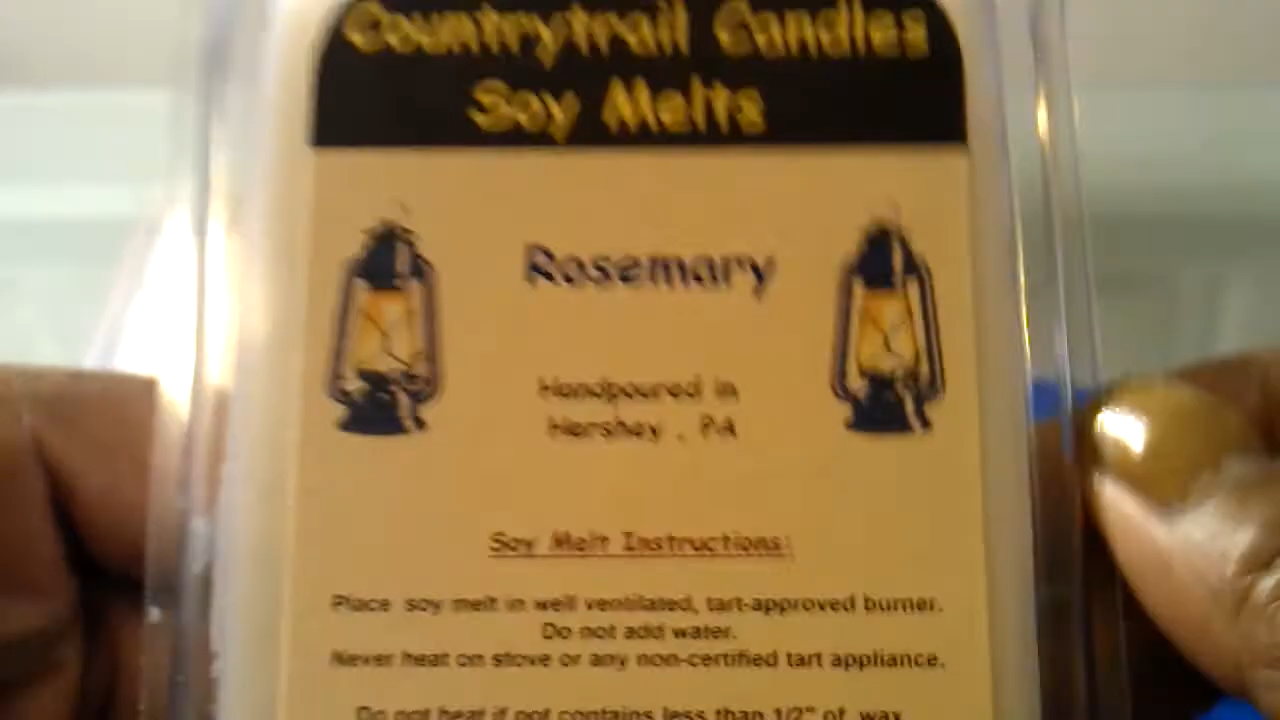 Countrytrail Candles
Soy Melts
Rosemary
Handpoured in
Hershey , PA
Soy Melt Instructions:
Place soy melt in well ventilated, tart-approved burner.
Do not add water.
Never heat on stove or any non-certified tart appliance.
Do not heat if pot contains less than 1/2" of wax